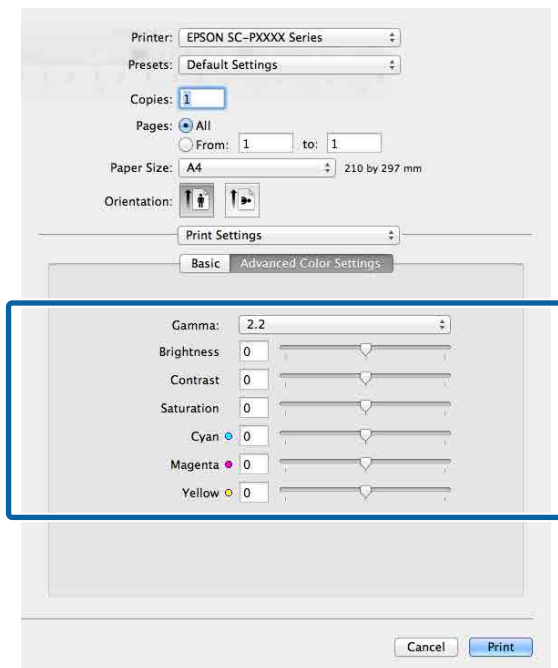 Printer: EPSON SC-PXXXX Series
Presets: Default Settings
Copies: 1
Pages: All
From: 1 to: 1
Paper Size: A4 210 by 297 mm
Orientation:
Print Settings
Basic Advanced Color Settings
Gamma: 2.2
Brightness 0
Contrast 0
Saturation 0
Cyan 0
Magenta 0
Yellow 0
Cancel Print